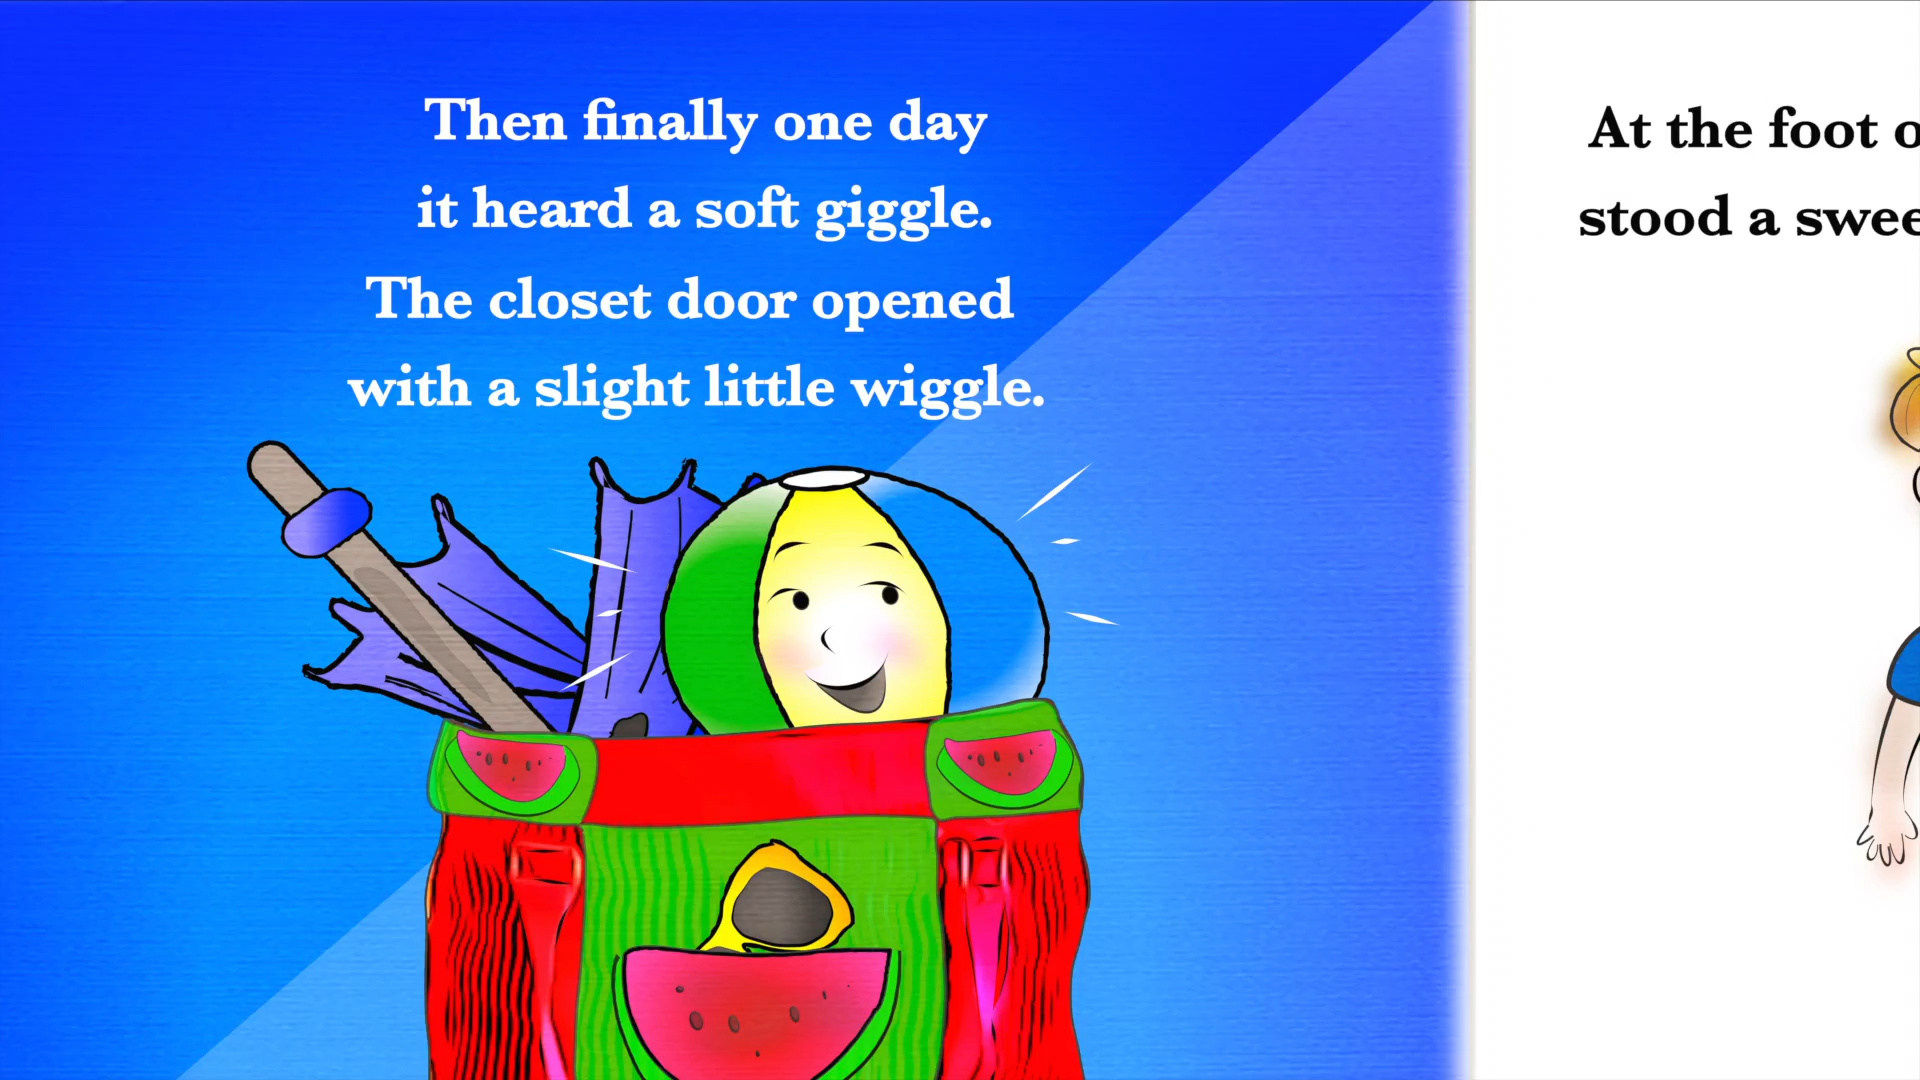 Then finally one day
it heard a soft giggle.
The closet door opened
with a slight little wiggle.
At the foot
stood a